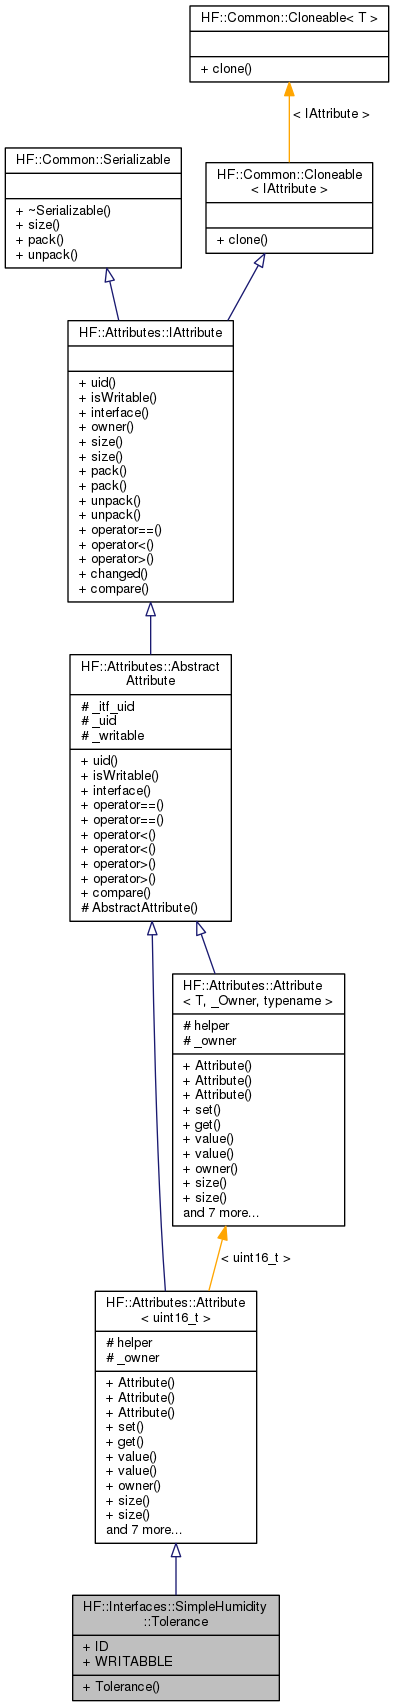 HF::Common::Cloneable< T >
+ clone()
< IAttribute >
HF::Common::Serializable
+ ~Serializable()
+ size()
+ pack()
+ unpack()
HF::Common::Cloneable
< IAttribute >
+ clone()
HF::Attributes::IAttribute
+ uid()
+ isWritable()
+ interface()
+ owner()
+ size()
+ size()
+ pack()
+ pack()
+ unpack()
+ unpack()
+ operator==()
+ operator<()
+ operator>()
+ changed()
+ compare()
HF::Attributes::Abstract
Attribute
# _itf_uid
# _uid
# _writable
+ uid()
+ isWritable()
+ interface()
+ operator==()
+ operator==()
+ operator<()
+ operator<()
+ operator>()
+ operator>()
+ compare()
# AbstractAttribute()
HF::Attributes::Attribute
< T, _Owner, typename >
# helper
# _owner
+ Attribute()
+ Attribute()
+ Attribute()
+ set()
+ get()
+ value()
+ value()
+ owner()
+ size()
+ size()
and 7 more...
< uint16_t >
HF::Attributes::Attribute
< uint16_t >
# helper
# _owner
+ Attribute()
+ Attribute()
+ Attribute()
+ set()
+ get()
+ value()
+ value()
+ owner()
+ size()
+ size()
and 7 more...
HF::Interfaces::SimpleHumidity
::Tolerance
+ ID
+ WRITABBLE
+ Tolerance()